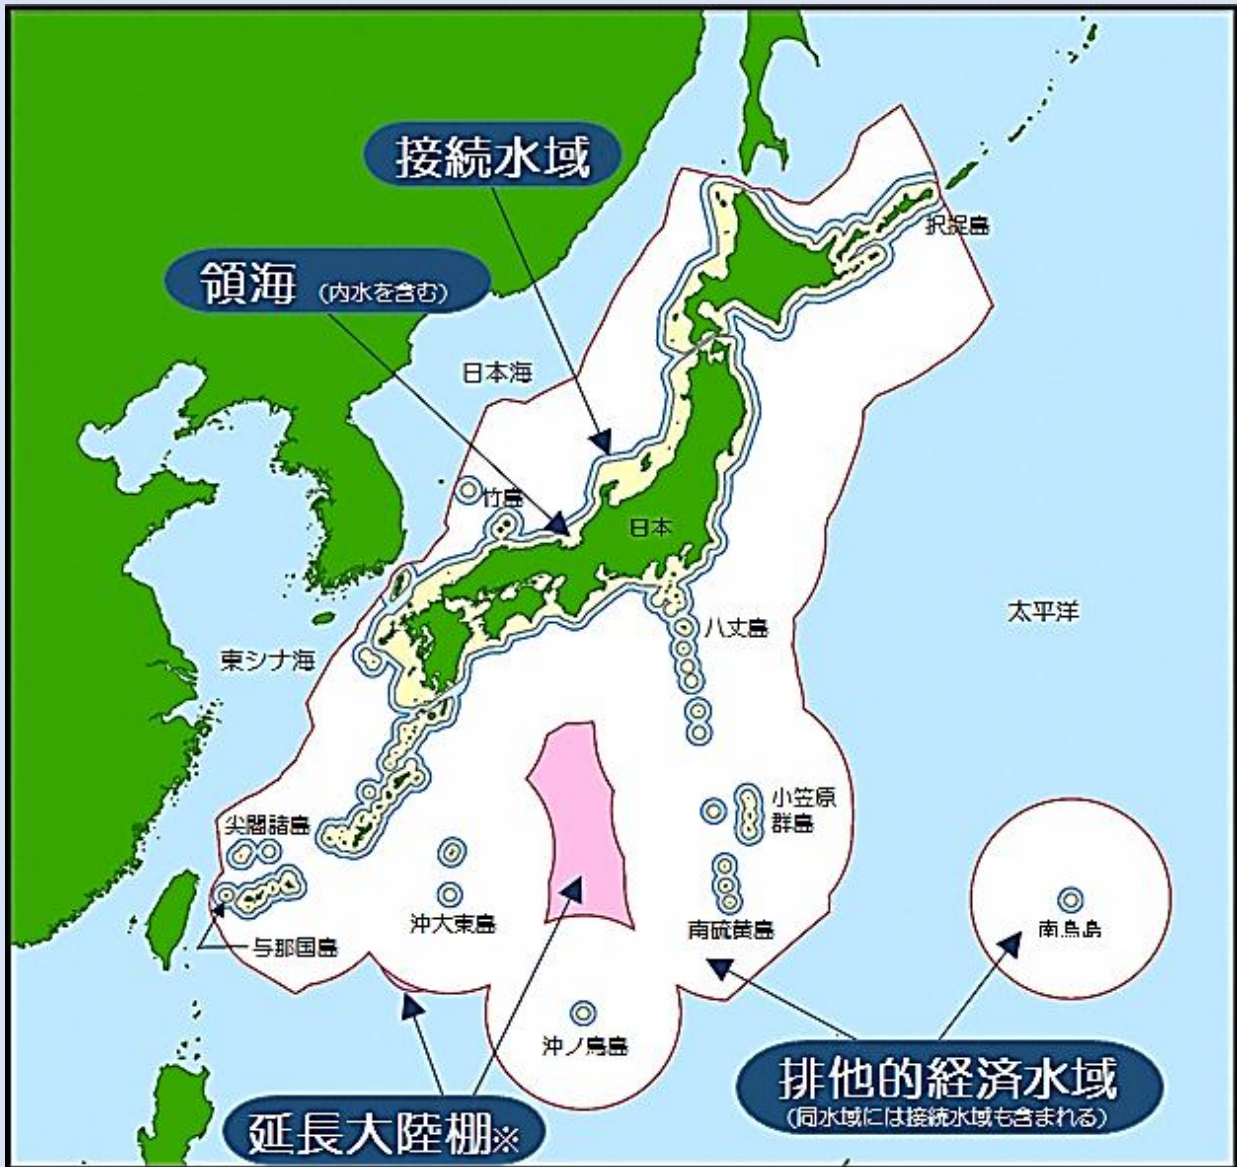 接続水域
択捉島
領海 (内水を含む)
日本海
竹島
日本
太平洋
八丈島
東シナ海
小笠原
群島
尖閣諸島
沖大東島
南硫黄島
南鳥島
与那国島
沖ノ鳥島
排他的経済水域
(同水域には接続水域も含まれる)
延長大陸棚※